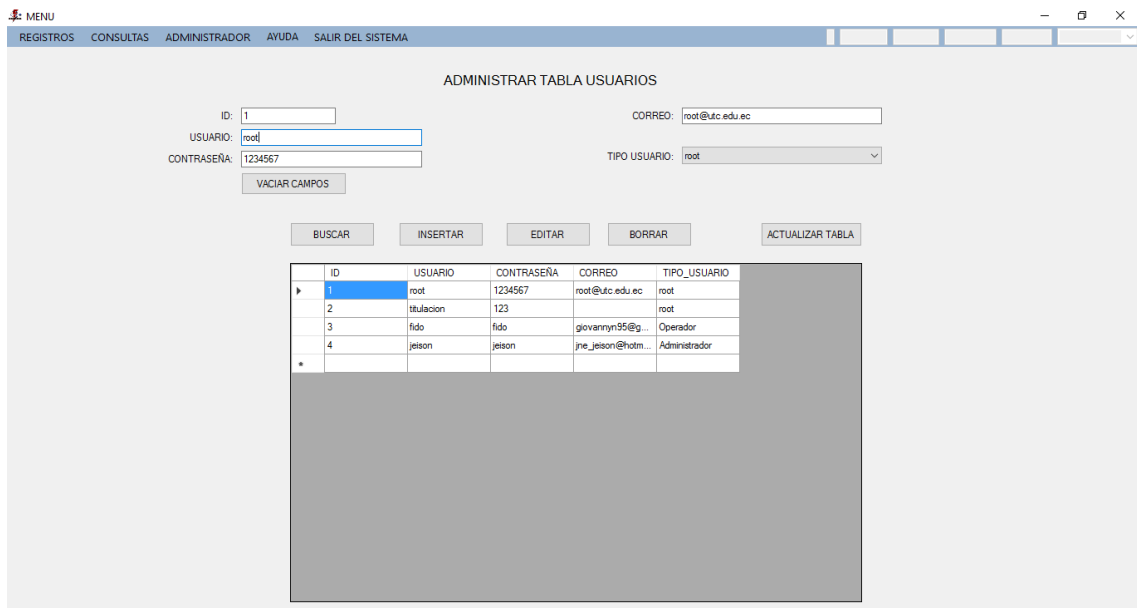 MENU
REGISTROS CONSULTAS ADMINISTRADOR AYUDA SALIR DEL SISTEMA
ADMINISTRAR TABLA USUARIOS
ID: 1 CORREO: root@utc.edu.ec
USUARIO: root
CONTRASEÑA: 1234567 TIPO USUARIO: root
VACIAR CAMPOS
BUSCAR INSERTAR EDITAR BORRAR ACTUALIZAR TABLA
ID USUARIO CONTRASEÑA CORREO TIPO_USUARIO
1 root 1234567 root@utc.edu.ec root
2 titulacion 123 root
3 fido fido giovannyn95@g... Operador
4 jeison jeison jne_jeison@hotm... Administrador